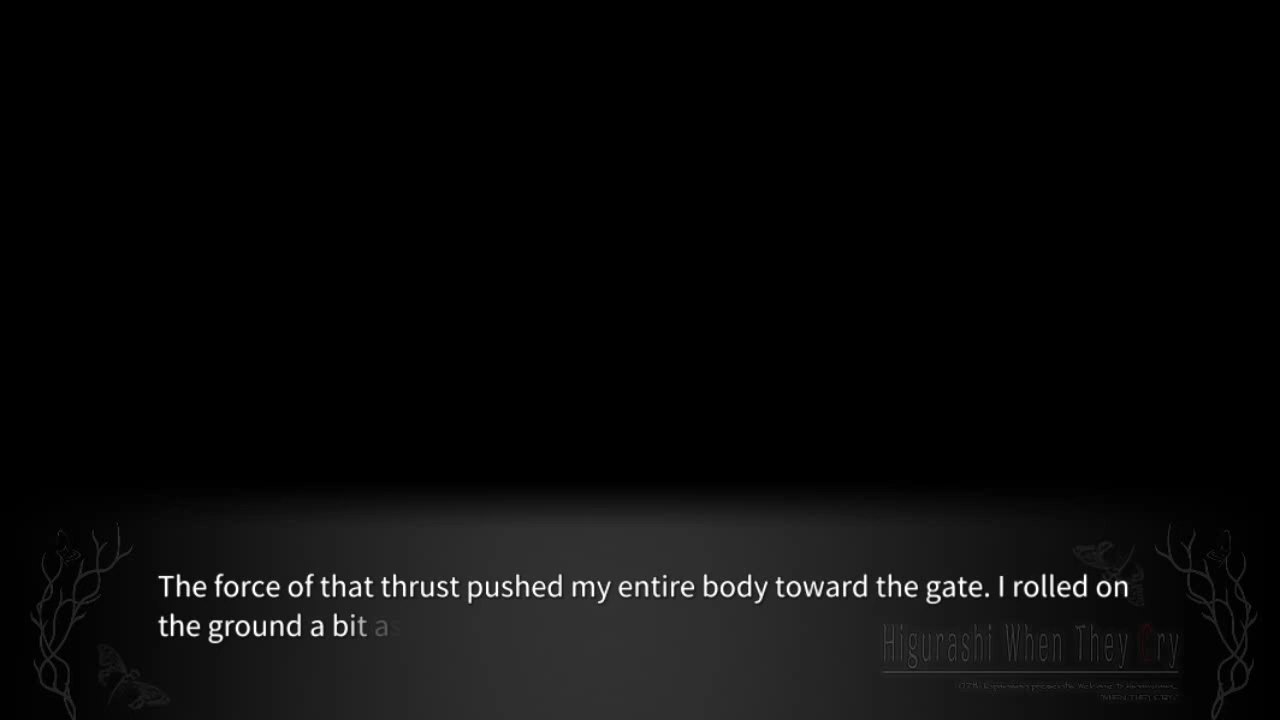 The force of that thrust pushed my entire body toward the gate. I rolled on
the ground a bit as
Higurashi When They Cry